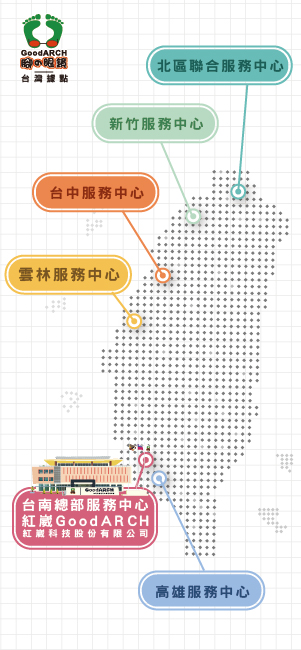 GoodARCH
腳の眼鏡
台灣據點
北區聯合服務中心
新竹服務中心
台中服務中心
雲林服務中心
GoodARCH
台南總部服務中心
紅崴GoodARCH
紅崴科技股份有限公司
高雄服務中心